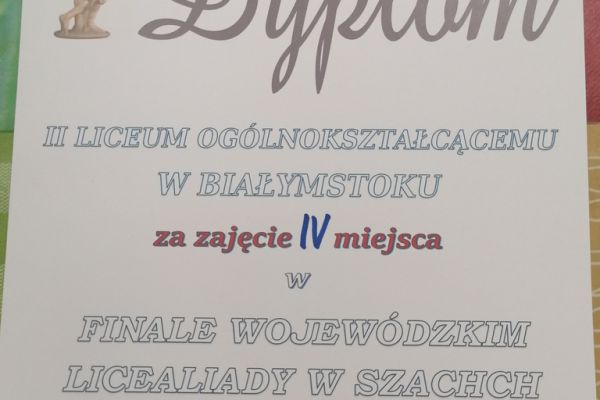 Dyplom
II LICEUM OGÓLNOKSZTAŁCĄCEMU
W BIAŁYMSTOKU
za zajęcie IV miejsca
w
FINALE WOJEWÓDZKIM
LICEALIADY W SZACHCH